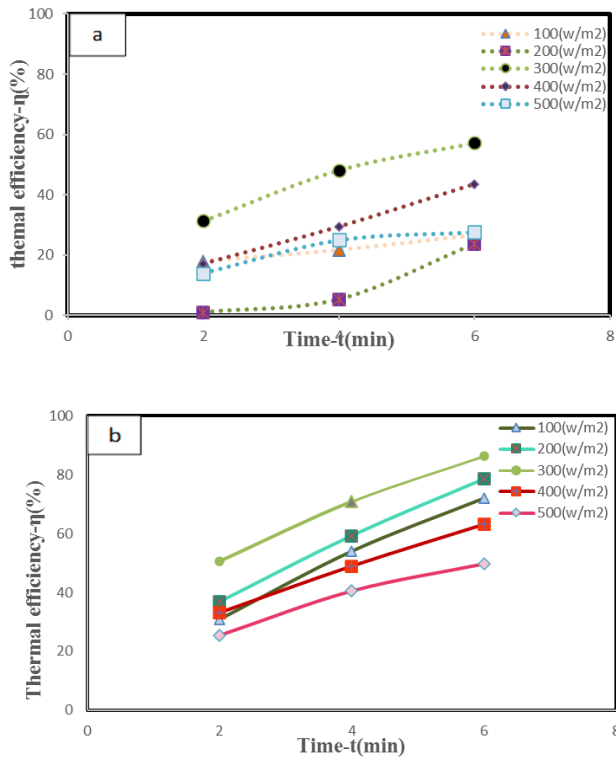 a
100(w/m2)
200(w/m2)
300(w/m2)
400(w/m2)
500(w/m2)
100
80
60
40
20
0
themal efficiency-η(%)
0 2 4 6 8
Time-t(min)
b
100(w/m2)
200(w/m2)
300(w/m2)
400(w/m2)
500(w/m2)
100
80
60
40
20
0
Thermal efficiency-η(%)
0 2 4 6 8
Time-t(min)